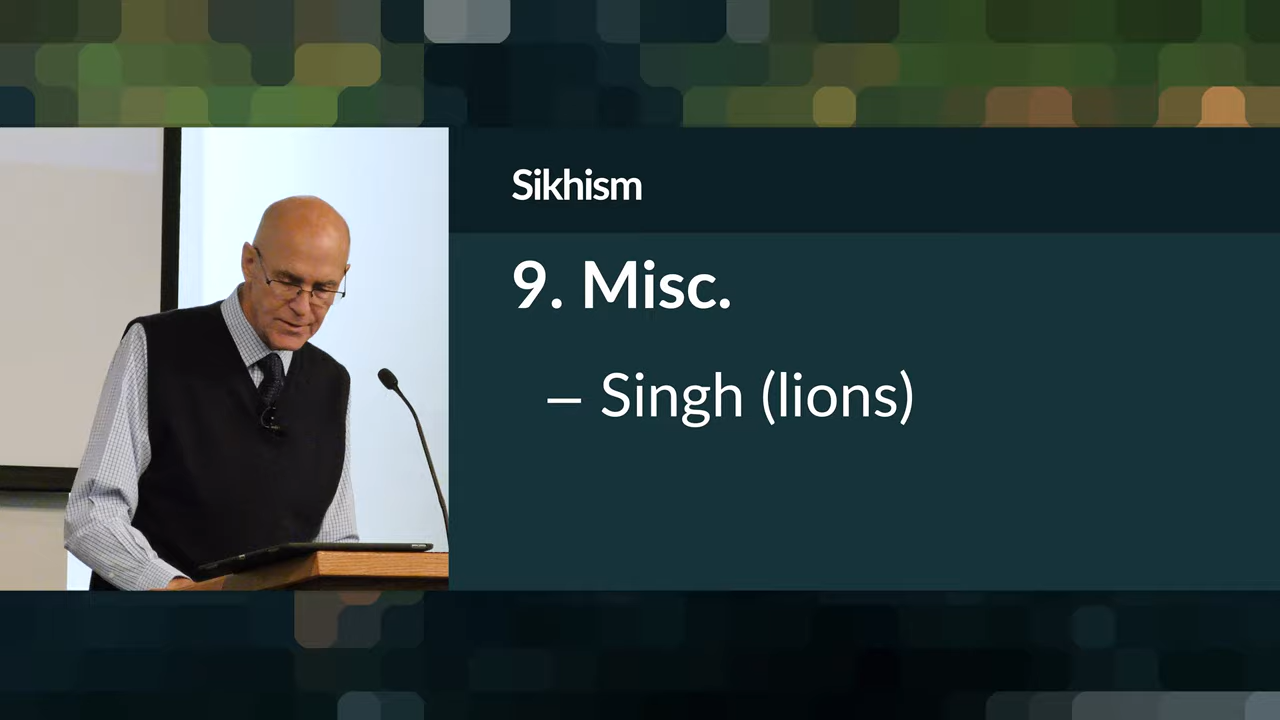 Sikhism
9. Misc.
– Singh (lions)